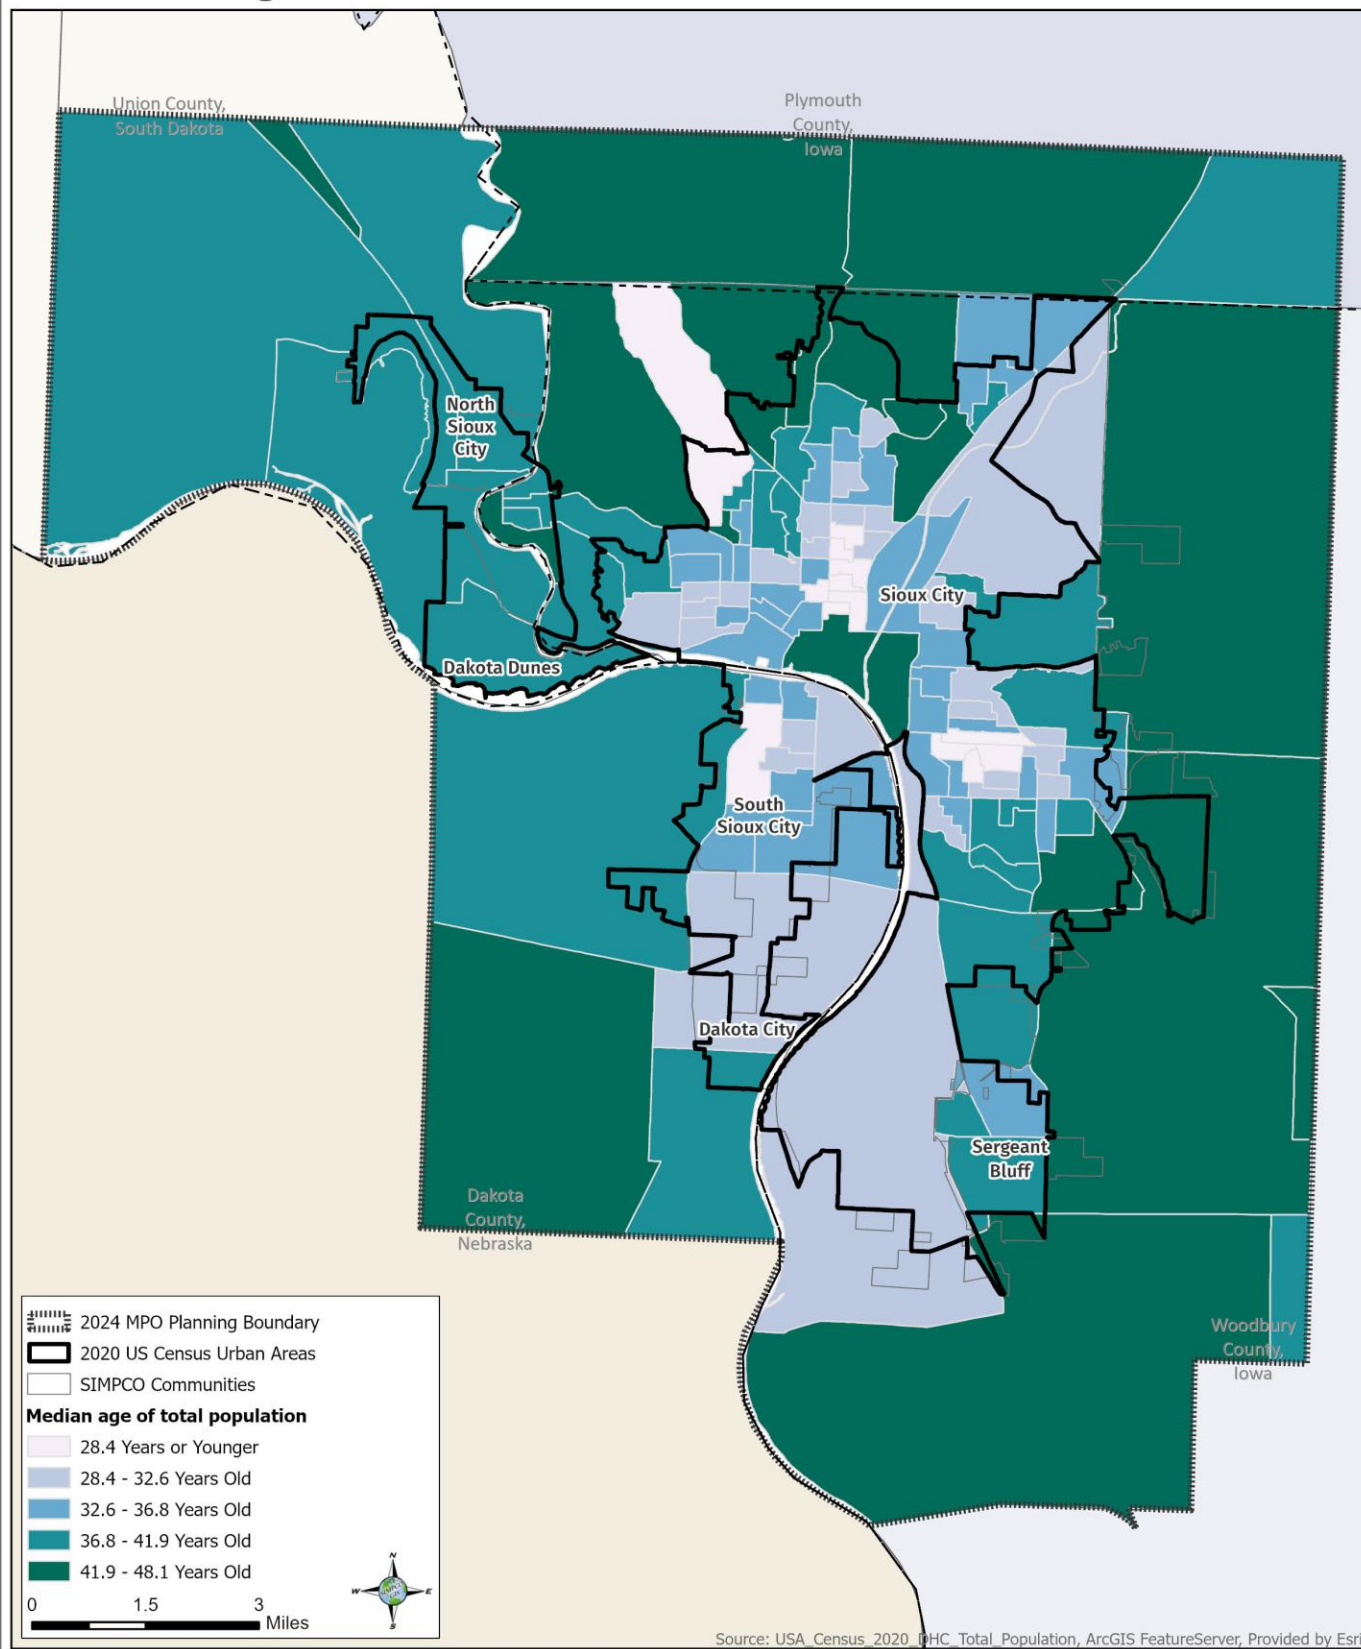 Union County,
South Dakota
Plymouth
County,
Iowa
North
Sioux
City
Sioux City
Dakota Dunes
South
Sioux City
Dakota City
Sergeant
Bluff
Dakota
County,
Nebraska
Woodbury
County,
Iowa
2024 MPO Planning Boundary
2020 US Census Urban Areas
SIMPCO Communities
Median age of total population
28.4 Years or Younger
28.4 - 32.6 Years Old
32.6 - 36.8 Years Old
36.8 - 41.9 Years Old
41.9 - 48.1 Years Old
N
W
E
S
SIMPCO
GIS
0 1.5 3
Miles
Source: USA_Census_2020_DHC_Total_Population, ArcGIS FeatureServer, Provided by Esri